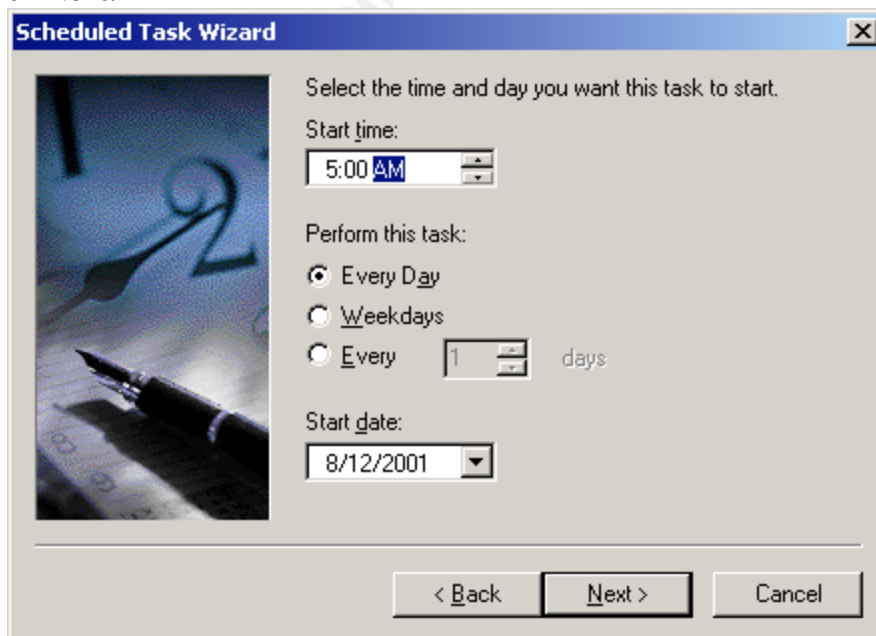 Scheduled Task Wizard
Select the time and day you want this task to start.
Start time:
5:00 AM
Perform this task:
Every Day
Weekdays
Every 1 days
Start date:
8/12/2001
< Back Next > Cancel